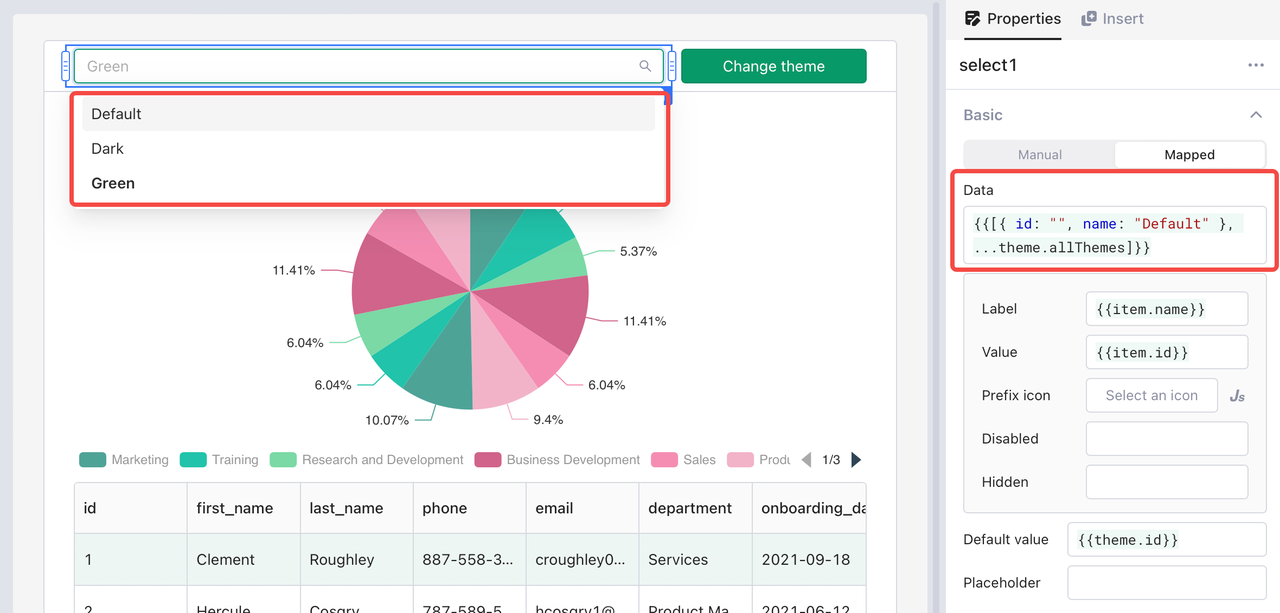 Green
Change theme
Default
Dark
Green
5.37%
11.41%
11.41%
6.04%
6.04%
6.04%
10.07%
9.4%
Marketing Training Research and Development Business Development Sales Produ 1/3
id first_name last_name phone email department onboarding_da
1 Clement Roughley 887-558-3... croughley0... Services 2021-09-18
2 Hercule Cosgry 787-589-5 hcosgry1@ Product Ma 2021-06-12
Properties Insert
select1
Basic
Manual Mapped
Data
{{[{ id: "", name: "Default" },
...theme.allThemes]}}
Label {{item.name}}
Value {{item.id}}
Prefix icon Select an icon Js
Disabled
Hidden
Default value {{theme.id}}
Placeholder